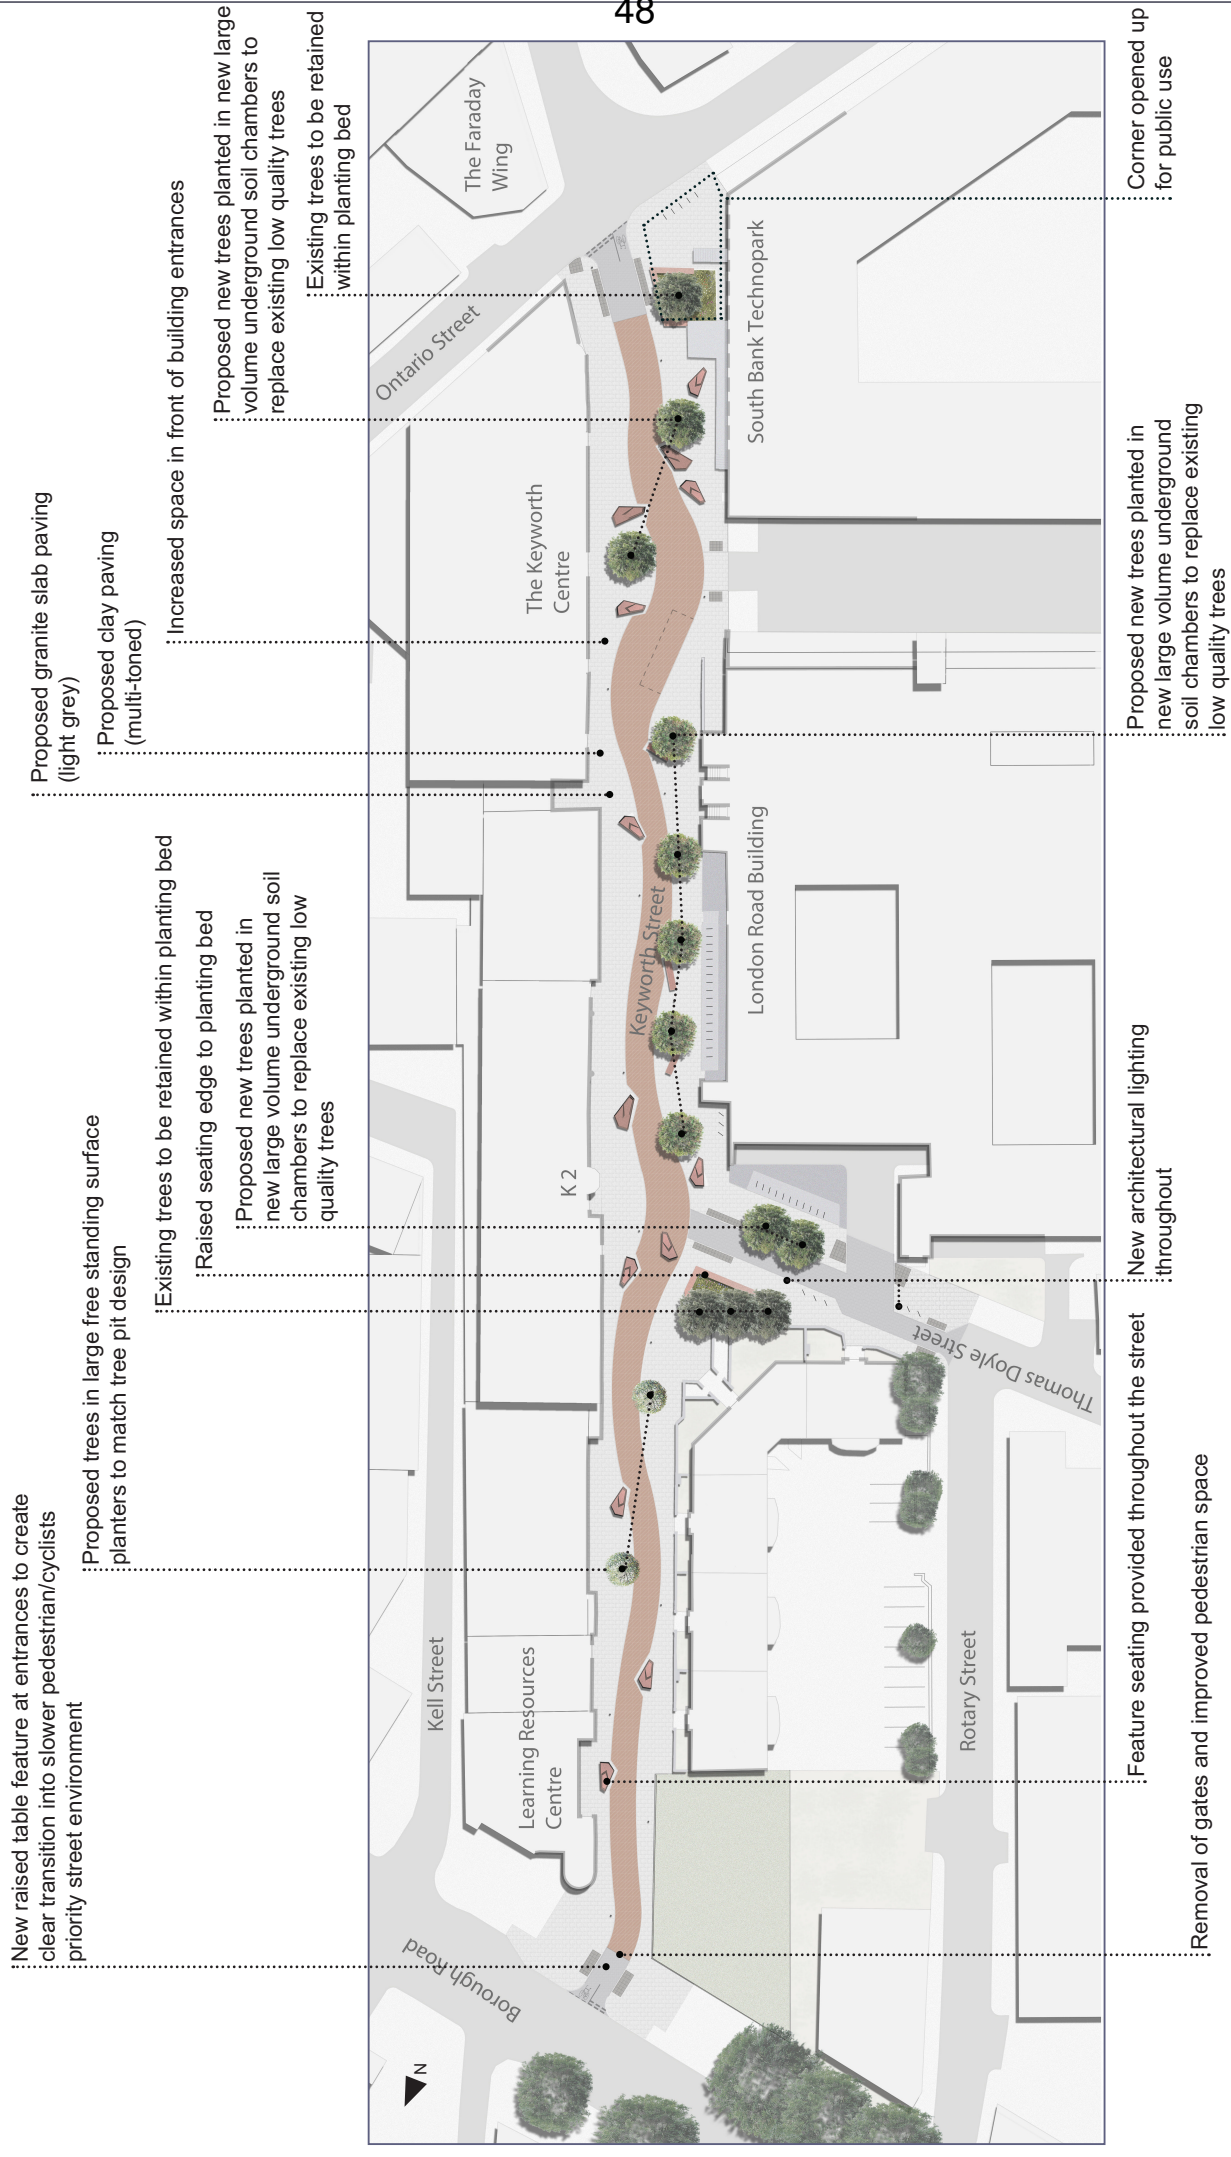 48
New raised table feature at entrances to create
clear transition into slower pedestrian/cyclists
priority street environment
Proposed trees in large free standing surface
planters to match tree pit design
Existing trees to be retained within planting bed
Raised seating edge to planting bed
Proposed new trees planted in
new large volume underground soil
chambers to replace existing low
quality trees
Proposed granite slab paving
(light grey)
Proposed clay paving
(multi-toned)
Increased space in front of building entrances
Proposed new trees planted in new large
volume underground soil chambers to
replace existing low quality trees
Existing trees to be retained
within planting bed
N
Borough Road
Kell Street
Learning Resources
Centre
K2
The Keyworth
Centre
Ontario Street
The Faraday
Wing
Keyworth Street
London Road Building
South Bank Technopark
Thomas Doyle Street
Rotary Street
Removal of gates and improved pedestrian space
Feature seating provided throughout the street
New architectural lighting
throughout
Proposed new trees planted in
new large volume underground
soil chambers to replace existing
low quality trees
Corner opened up
for public use